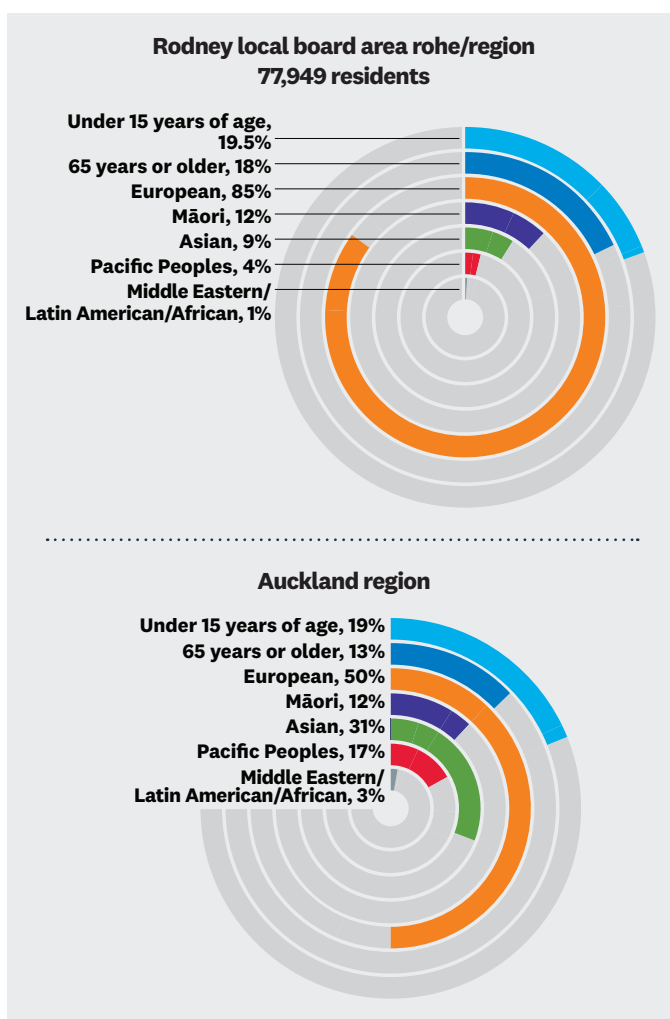 Rodney local board area rohe/region
77,949 residents
Under 15 years of age,
19.5%
65 years or older, 18%
European, 85%
Māori, 12%
Asian, 9%
Pacific Peoples, 4%
Middle Eastern/
Latin American/African, 1%
Auckland region
Under 15 years of age, 19%
65 years or older, 13%
European, 50%
Māori, 12%
Asian, 31%
Pacific Peoples, 17%
Middle Eastern/
Latin American/African, 3%